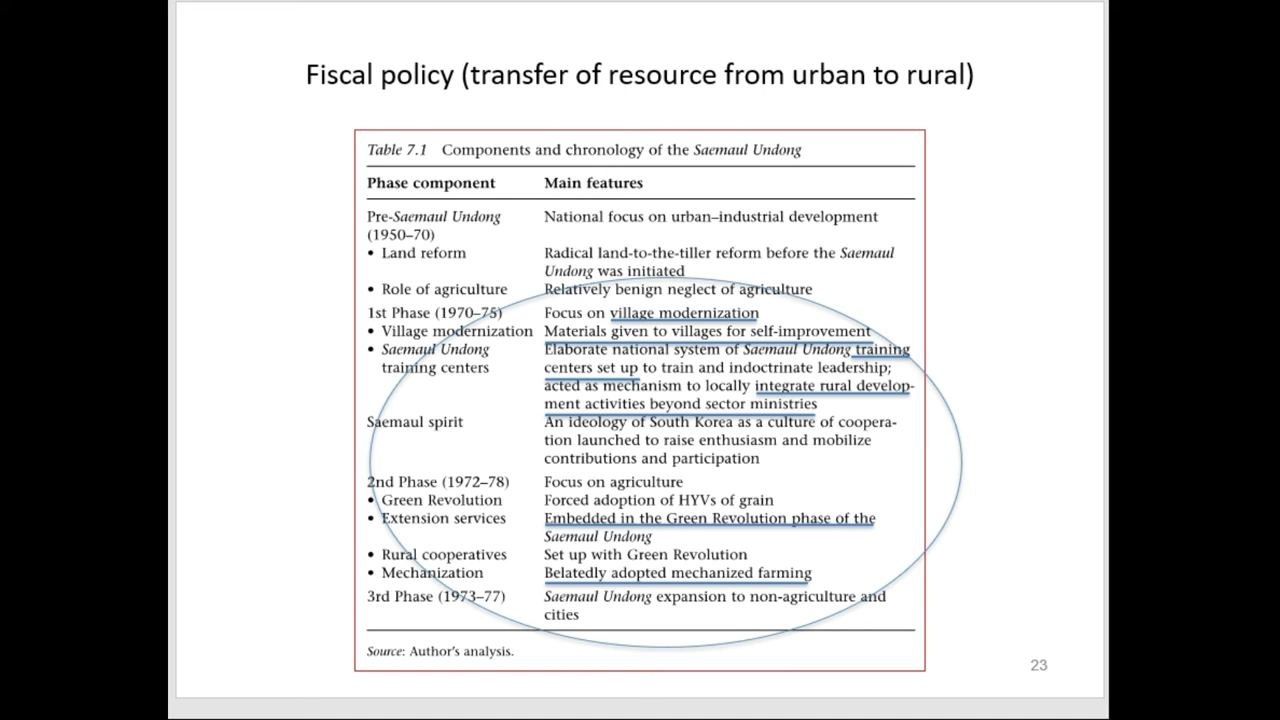 Fiscal policy (transfer of resource from urban to rural)
Table 7.1 Components and chronology of the Saemaul Undong
Phase component Main features
Pre-Saemaul Undong National focus on urban–industrial development
(1950–70)
• Land reform Radical land-to-the-tiller reform before the Saemaul
Undong was initiated
• Role of agriculture Relatively benign neglect of agriculture
1st Phase (1970–75) Focus on village modernization
• Village modernization Materials given to villages for self-improvement
• Saemaul Undong Elaborate national system of Saemaul Undong training
training centers centers set up to train and indoctrinate leadership;
acted as mechanism to locally integrate rural develop-
ment activities beyond sector ministries
Saemaul spirit An ideology of South Korea as a culture of coopera-
tion launched to raise enthusiasm and mobilize
contributions and participation
2nd Phase (1972–78) Focus on agriculture
• Green Revolution Forced adoption of HYVs of grain
• Extension services Embedded in the Green Revolution phase of the
Saemaul Undong
• Rural cooperatives Set up with Green Revolution
• Mechanization Belatedly adopted mechanized farming
3rd Phase (1973–77) Saemaul Undong expansion to non-agriculture and
cities
Source: Author's analysis.
23